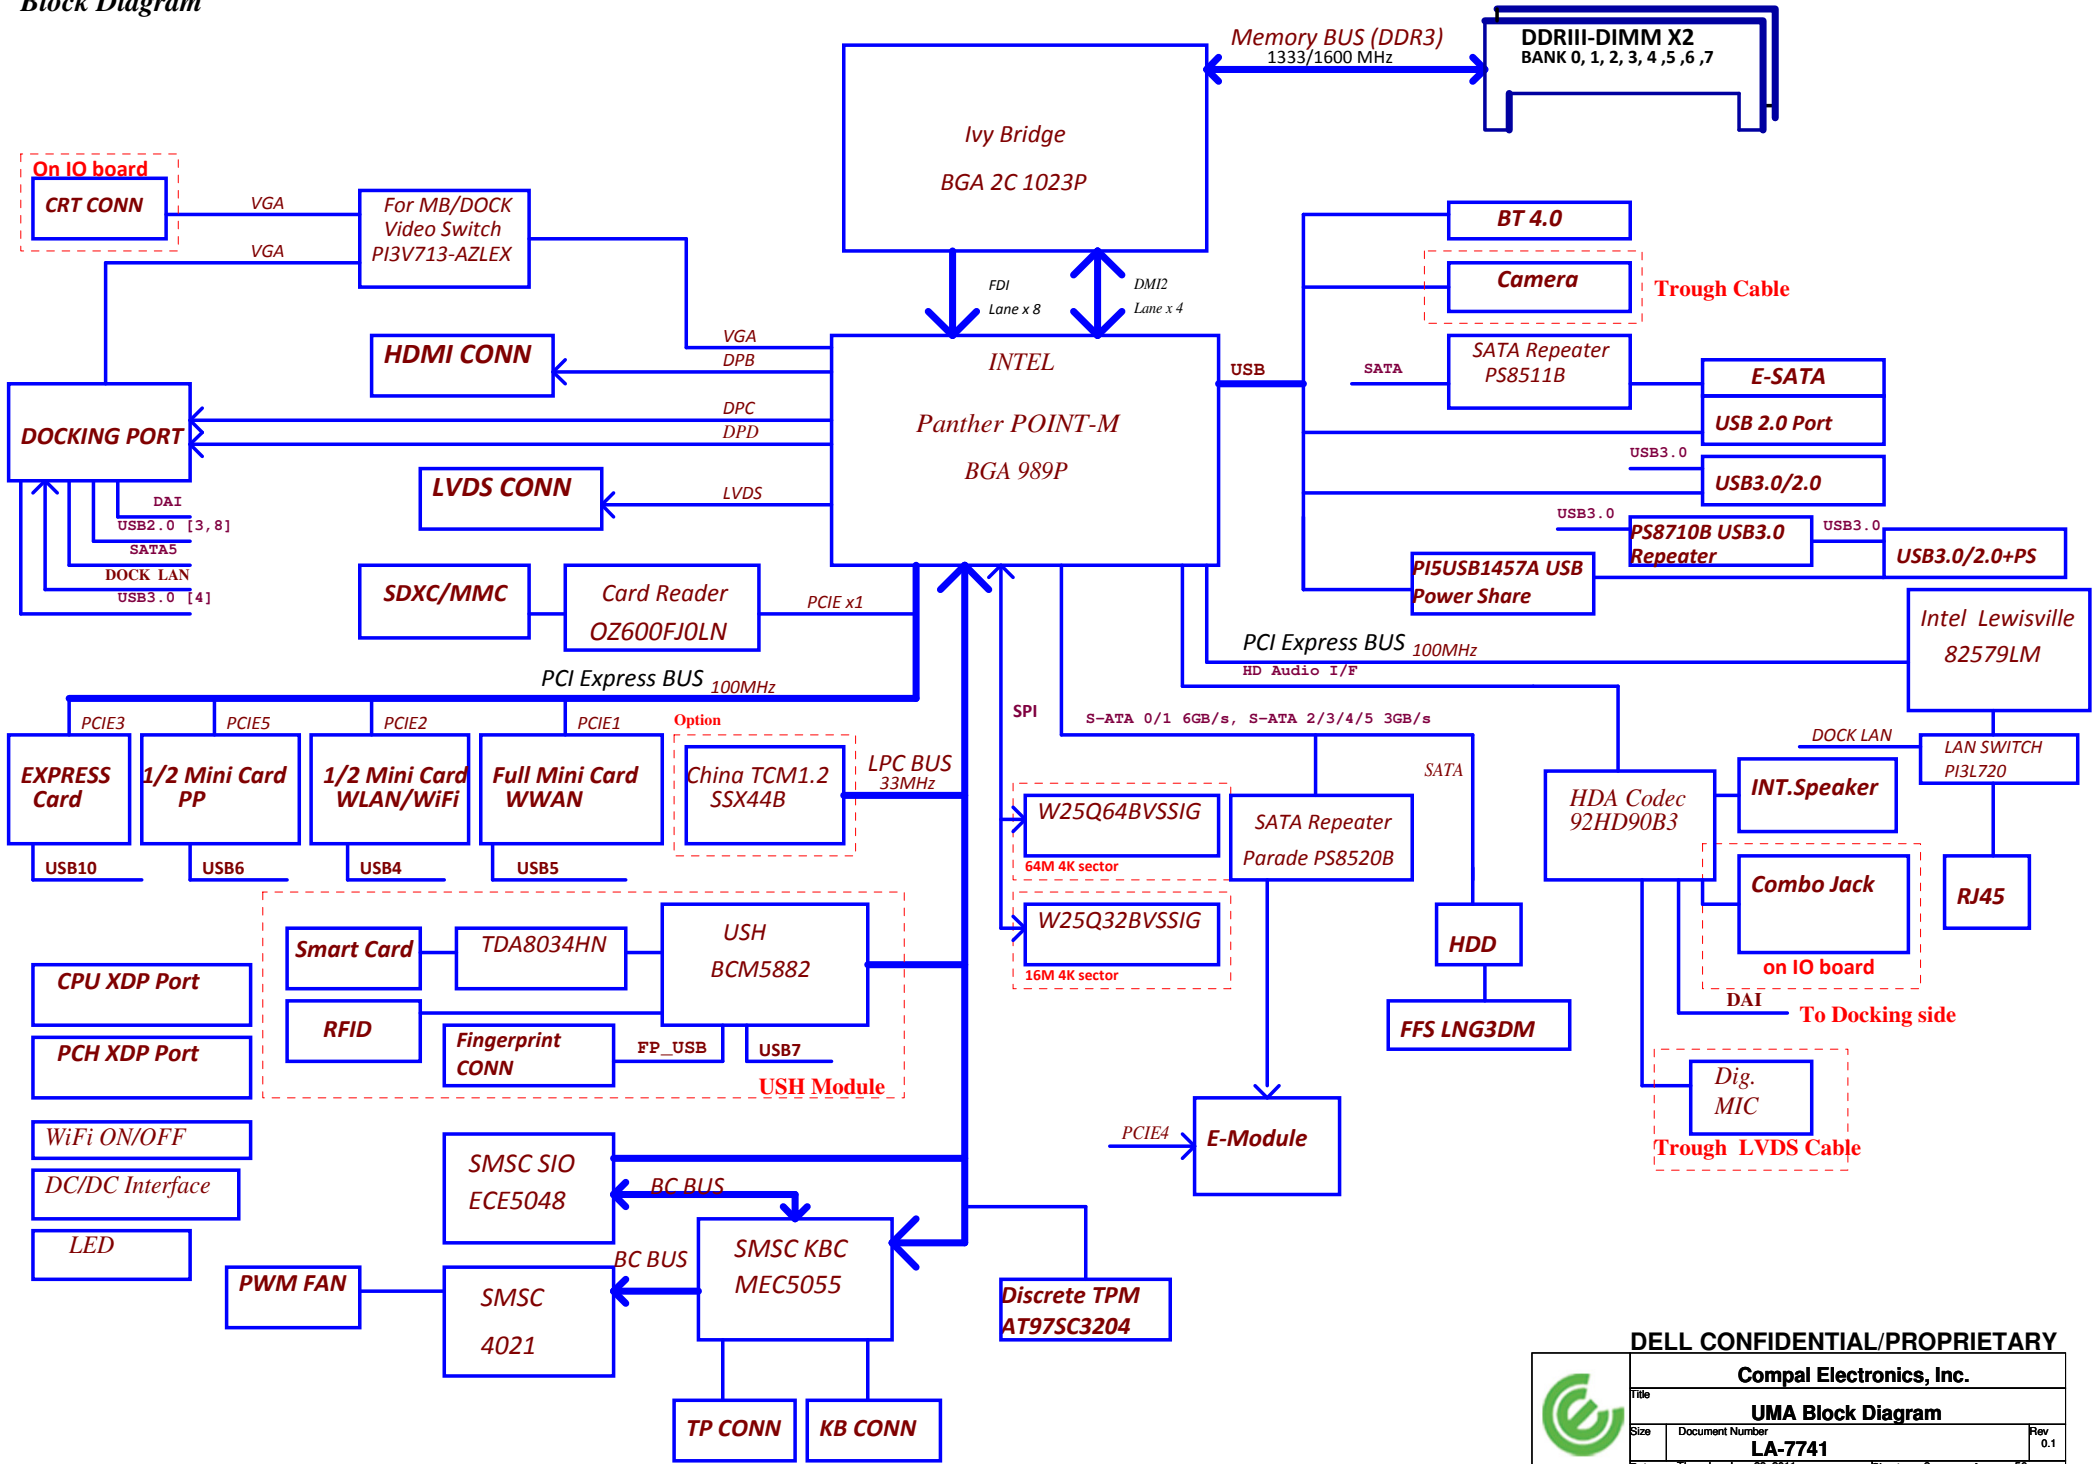 Block Diagram
Memory BUS (DDR3)
1333/1600 MHz
DDRIII-DIMM X2
BANK 0, 1, 2, 3, 4 ,5 ,6 ,7
Ivy Bridge
BGA 2C 1023P
On IO board
CRT CONN
VGA
VGA
For MB/DOCK
Video Switch
PI3V713-AZLEX
BT 4.0
Camera
Trough Cable
FDI
Lane x 8
DMI2
Lane x 4
HDMI CONN
VGA
DPB
INTEL
Panther POINT-M
BGA 989P
USB
SATA
SATA Repeater
PS8511B
E-SATA
USB 2.0 Port
DOCKING PORT
DPC
DPD
LVDS CONN
LVDS
USB3.0
USB3.0/2.0
DAI
USB2.0 [3,8]
SATA5
DOCK LAN
USB3.0 [4]
USB3.0
PS8710B USB3.0
Repeater
USB3.0
USB3.0/2.0+PS
PI5USB1457A USB
Power Share
SDXC/MMC
Card Reader
OZ600FJ0LN
PCIE x1
Intel Lewisville
82579LM
PCI Express BUS 100MHz
HD Audio I/F
PCI Express BUS 100MHz
PCIE3
PCIE5
PCIE2
PCIE1
Option
SPI
S-ATA 0/1 6GB/s, S-ATA 2/3/4/5 3GB/s
DOCK LAN
LAN SWITCH
PI3L720
EXPRESS
Card
1/2 Mini Card
PP
1/2 Mini Card
WLAN/WiFi
Full Mini Card
WWAN
China TCM1.2
SSX44B
LPC BUS
33MHz
SATA
W25Q64BVSSIG
64M 4K sector
SATA Repeater
Parade PS8520B
HDA Codec
92HD90B3
INT.Speaker
USB10
USB6
USB4
USB5
Combo Jack
on IO board
RJ45
W25Q32BVSSIG
16M 4K sector
HDD
FFS LNG3DM
Smart Card
TDA8034HN
USH
BCM5882
RFID
Fingerprint
CONN
FP_USB
USB7
USH Module
CPU XDP Port
PCH XDP Port
DAI
To Docking side
Dig.
MIC
Trough LVDS Cable
WiFi ON/OFF
DC/DC Interface
LED
SMSC SIO
ECE5048
BC BUS
PCIE4
E-Module
SMSC KBC
MEC5055
BC BUS
PWM FAN
SMSC
4021
Discrete TPM
AT97SC3204
TP CONN
KB CONN
DELL CONFIDENTIAL/PROPRIETARY
Compal Electronics, Inc.
Title
UMA Block Diagram
Size
Document Number
Rev
LA-7741
0.1